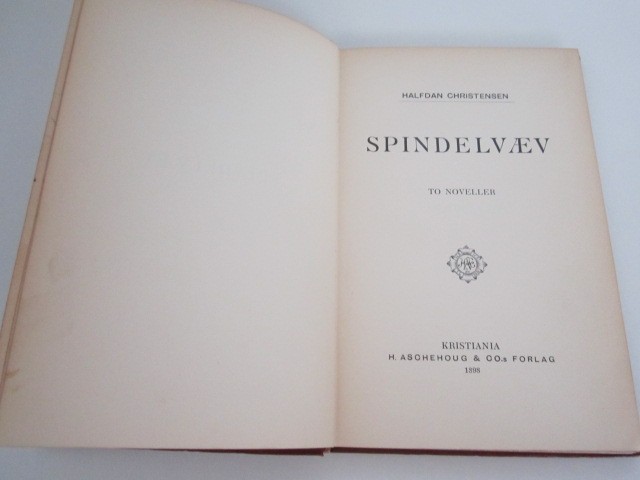 HALFDAN CHRISTENSEN
SPINDELVÆV
TO NOVELLER
KRISTIANIA
H. ASCHEHOUG & CO.s FORLAG
1898